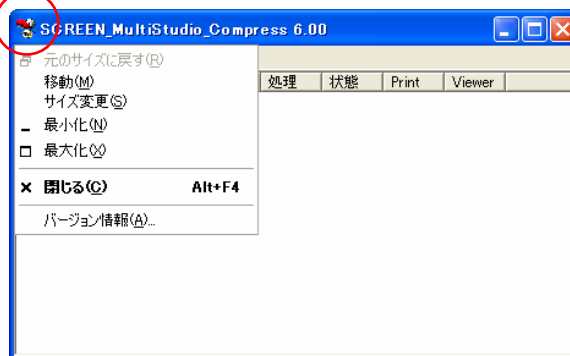 SCREEN_MultiStudio_Compress 6.00
元のサイズに戻す(R)
移動(M)
サイズ変更(S)
最小化(N)
最大化(X)
閉じる(C) Alt+F4
バージョン情報(A)...
処理 状態 Print Viewer